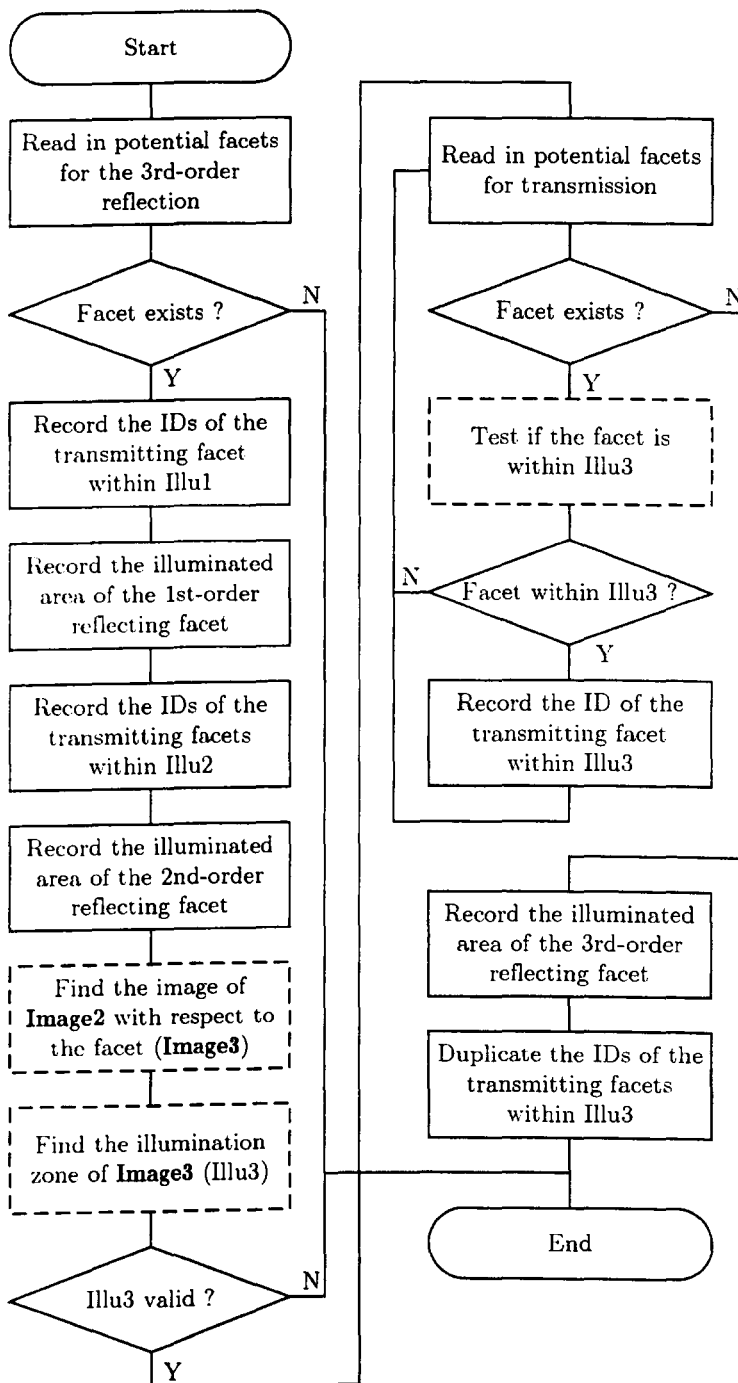 Start
Read in potential facets
for the 3rd-order
reflection
Facet exists ?
N
Y
Record the IDs of the
transmitting facet
within Illu1
Record the illuminated
area of the 1st-order
reflecting facet
Record the IDs of the
transmitting facets
within Illu2
Record the illuminated
area of the 2nd-order
reflecting facet
Find the image of
Image2 with respect to
the facet (Image3)
Find the illumination
zone of Image3 (Illu3)
Illu3 valid ?
N
Y
Read in potential facets
for transmission
Facet exists ?
N
Y
Test if the facet is
within Illu3
N
Facet within Illu3 ?
Y
Record the ID of the
transmitting facet
within Illu3
Record the illuminated
area of the 3rd-order
reflecting facet
Duplicate the IDs of the
transmitting facets
within Illu3
End